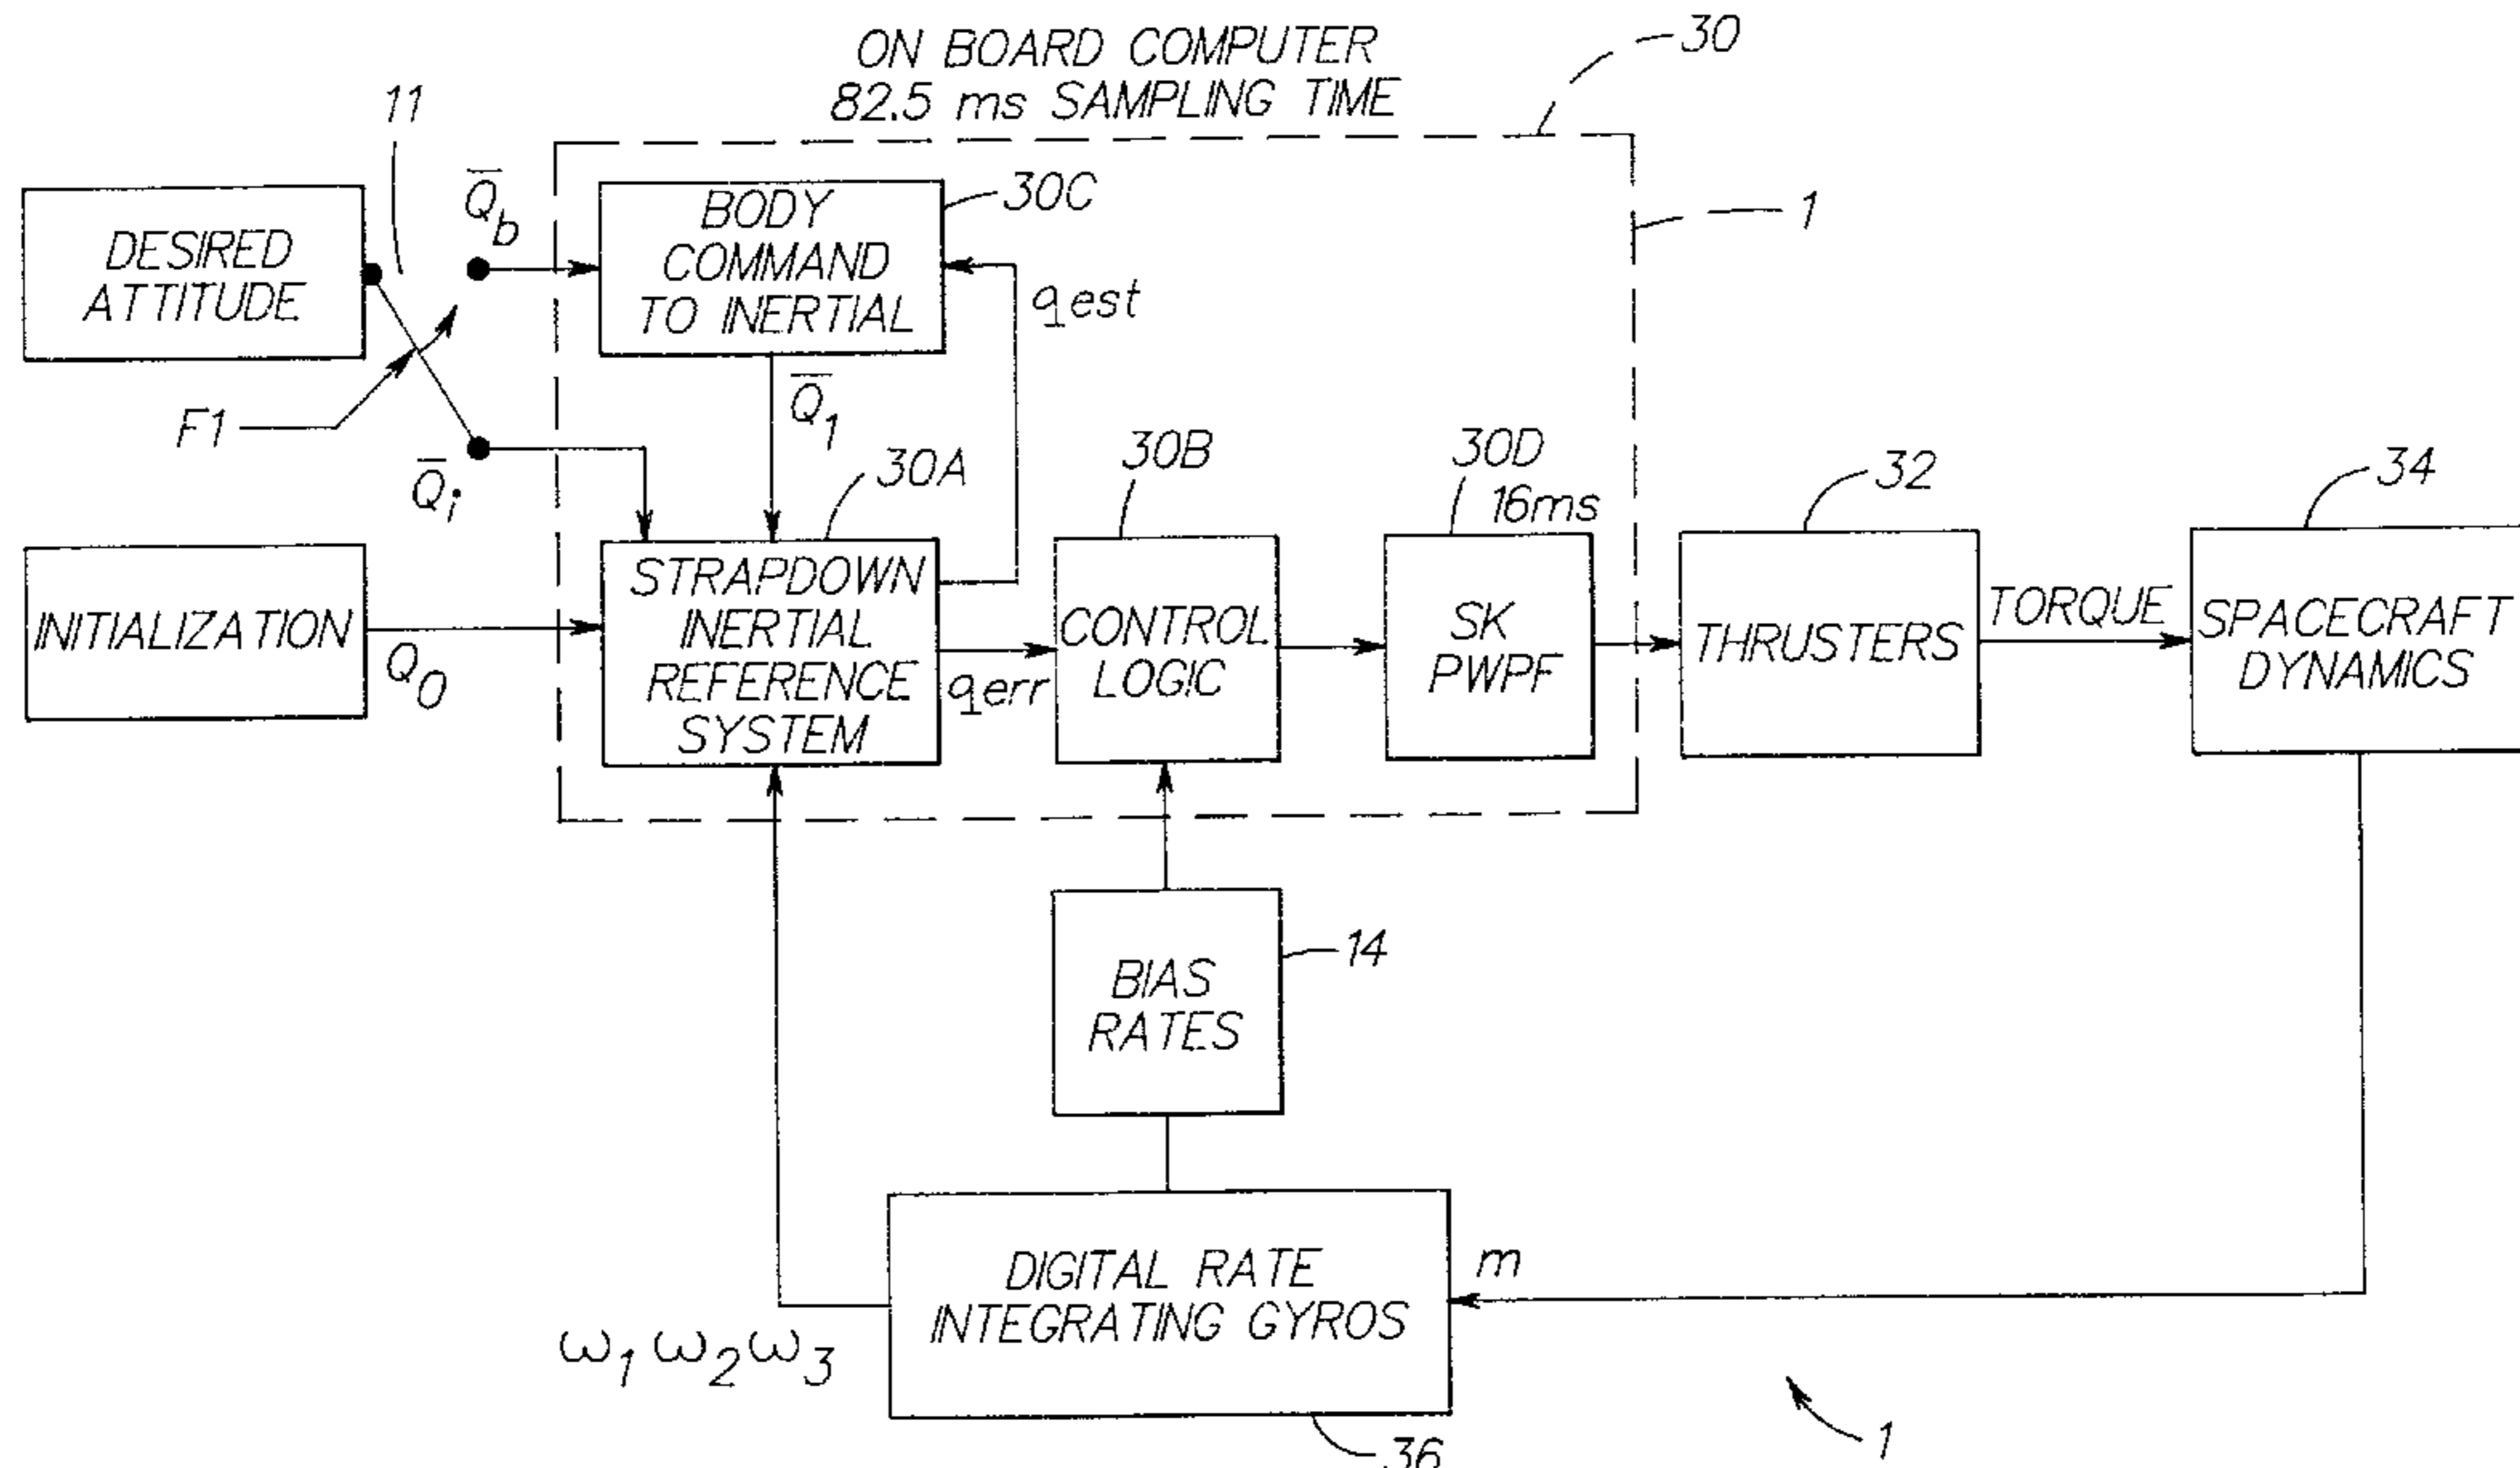 ON BOARD COMPUTER
82.5 ms SAMPLING TIME
30
11
1
DESIRED
ATTITUDE
Q̅b
BODY
COMMAND
TO INERTIAL
30C
qest
F1
Q̅1
Q̅i
30A
30B
30D
16ms
32
34
INITIALIZATION
Q0
STRAPDOWN
INERTIAL
REFERENCE
SYSTEM
qerr
CONTROL
LOGIC
SK
PWPF
THRUSTERS
TORQUE
SPACECRAFT
DYNAMICS
BIAS
RATES
14
DIGITAL RATE
INTEGRATING GYROS
m
ω1 ω2 ω3
36
1